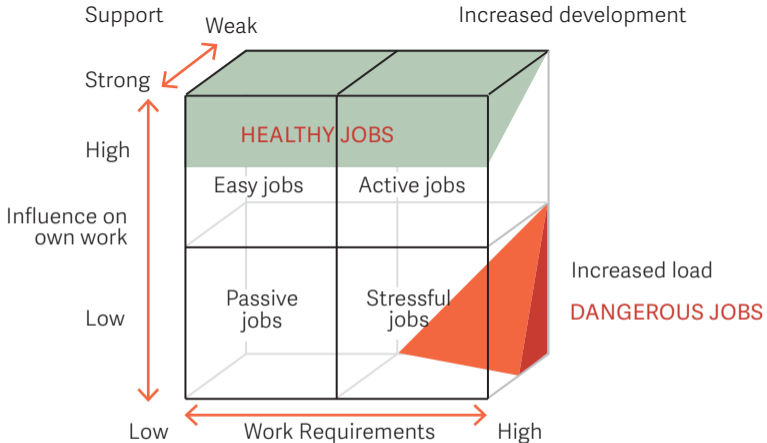 Support
Weak
Increased development
Strong
High
HEALTHY JOBS
Easy jobs
Active jobs
Influence on
own work
Increased load
DANGEROUS JOBS
Passive
jobs
Stressful
jobs
Low
Low
Work Requirements
High